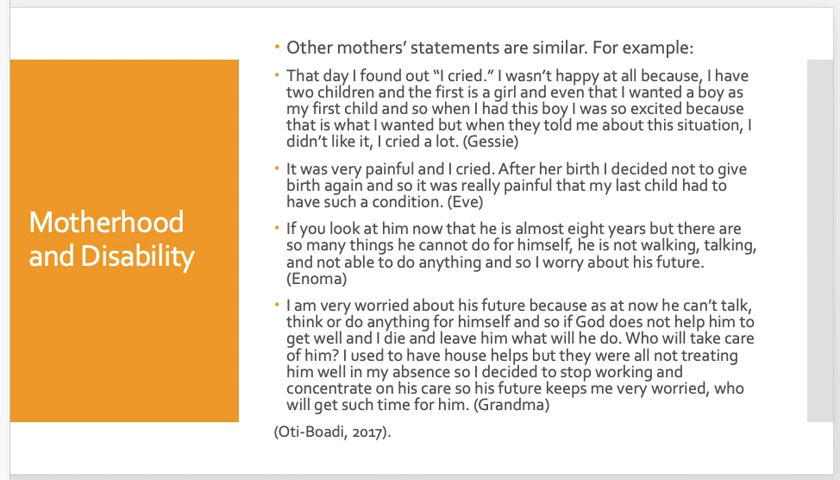 Motherhood
and Disability
• Other mothers’ statements are similar. For example:
• That day I found out “I cried.” I wasn’t happy at all because, I have
two children and the first is a girl and even that I wanted a boy as
my first child and so when I had this boy I was so excited because
that is what I wanted but when they told me about this situation, I
didn’t like it, I cried a lot. (Gessie)
• It was very painful and I cried. After her birth I decided not to give
birth again and so it was really painful that my last child had to
have such a condition. (Eve)
• If you look at him now that he is almost eight years but there are
so many things he cannot do for himself, he is not walking, talking,
and not able to do anything and so I worry about his future.
(Enoma)
• I am very worried about his future because as at now he can’t talk,
think or do anything for himself and so if God does not help him to
get well and I die and leave him what will he do. Who will take care
of him? I used to have house helps but they were all not treating
him well in my absence so I decided to stop working and
concentrate on his care so his future keeps me very worried, who
will get such time for him. (Grandma)
(Oti-Boadi, 2017).